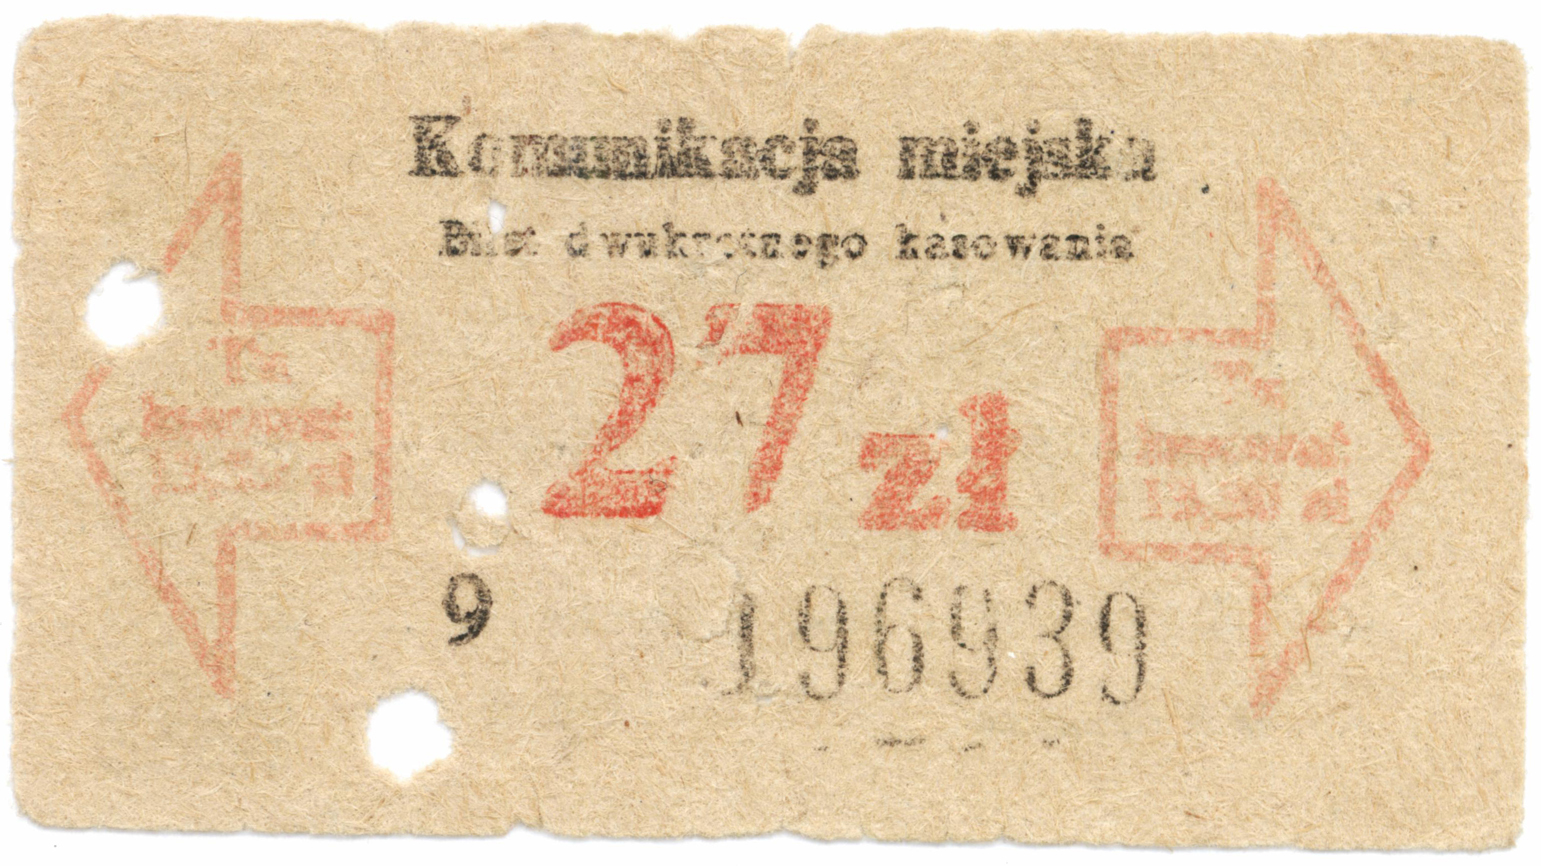 Komunikacja miejska
Bilet dwukrotnego kasowania
27 zł
9 196939